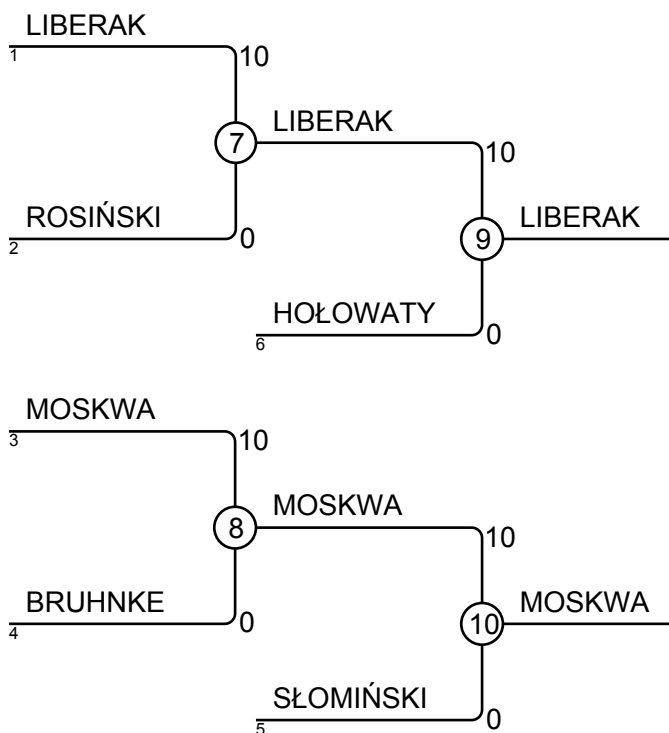 LIBERAK
1
10
7
LIBERAK
10
ROSIŃSKI
2
0
9
LIBERAK
HOŁOWATY
6
0
MOSKWA
3
10
8
MOSKWA
10
BRUHNKE
4
0
10
MOSKWA
SŁOMIŃSKI
5
0